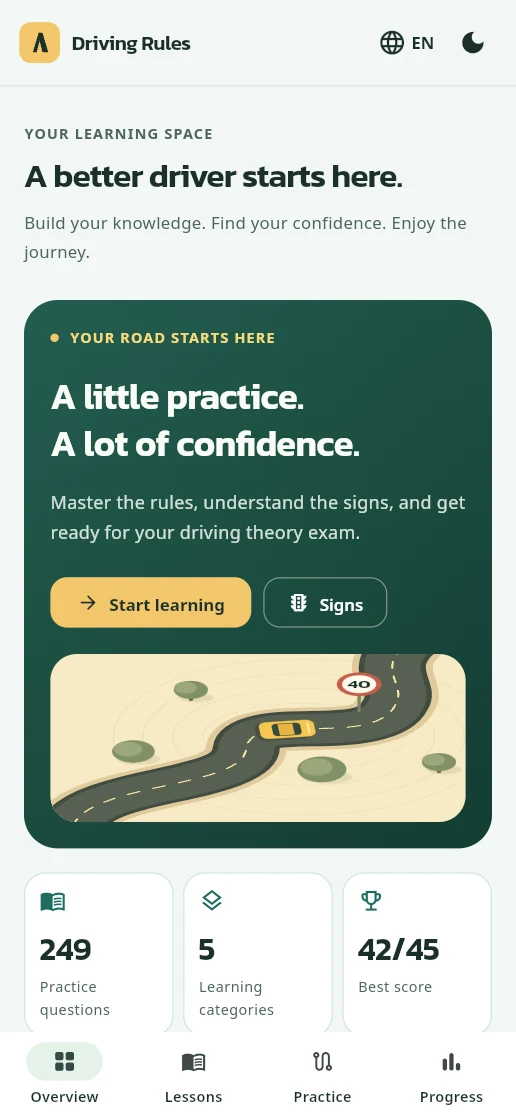 Driving Rules
EN
YOUR LEARNING SPACE
A better driver starts here.
Build your knowledge. Find your confidence. Enjoy the
journey.
YOUR ROAD STARTS HERE
A little practice.
A lot of confidence.
Master the rules, understand the signs, and get
ready for your driving theory exam.
Start learning
Signs
40
249
Practice
questions
5
Learning
categories
42/45
Best score
Overview
Lessons
Practice
Progress